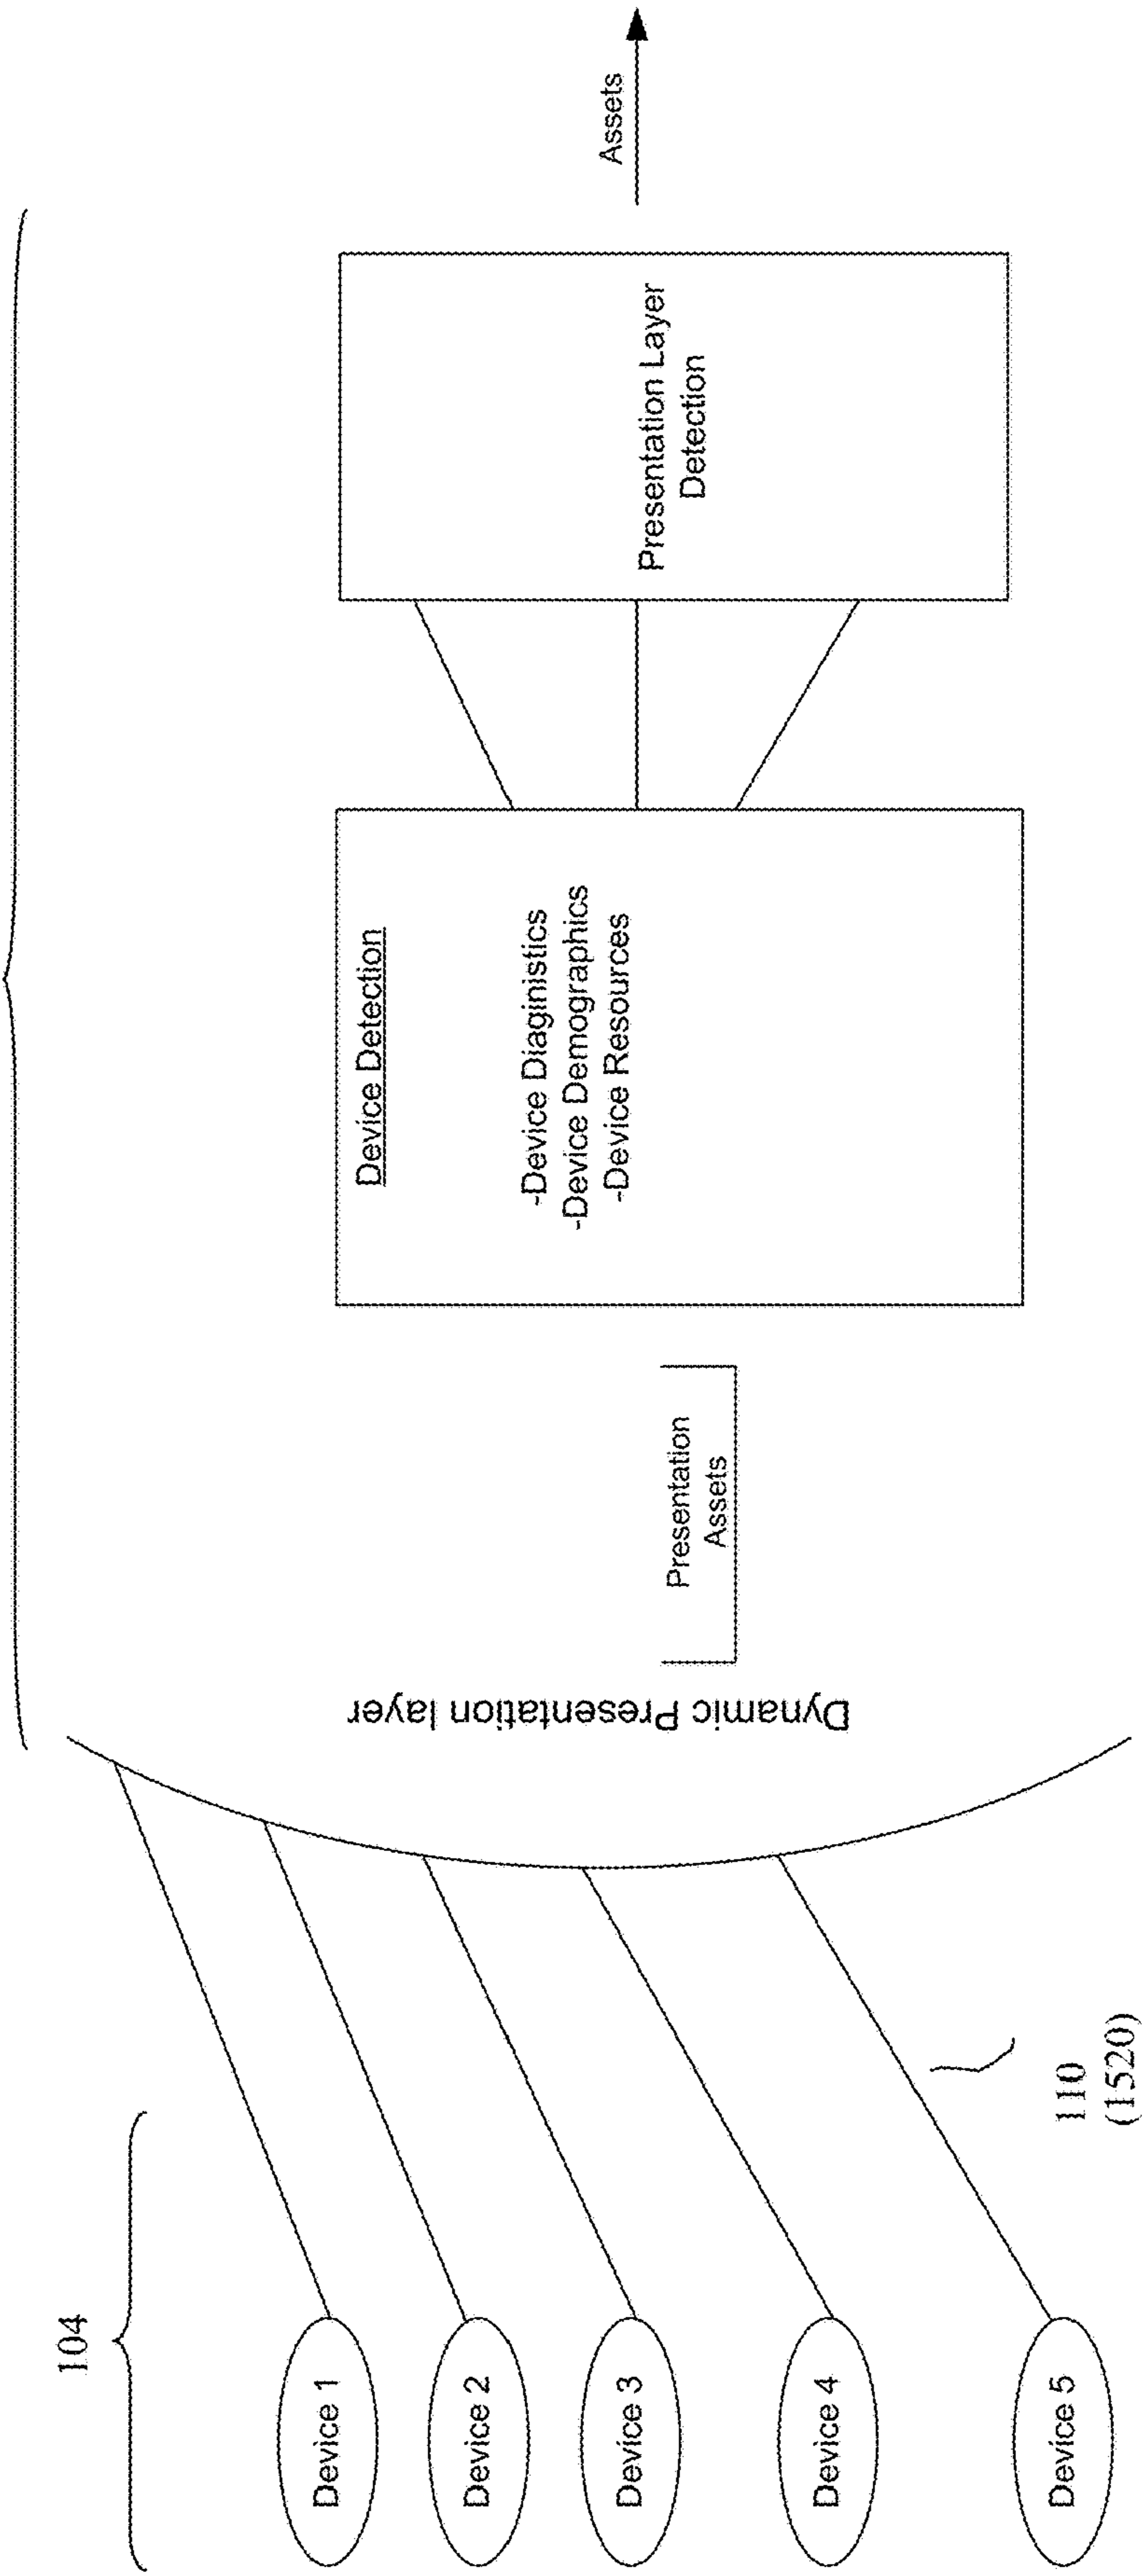 104
Device 1
Device 2
Device 3
Device 4
Device 5
110
(1520)
Dynamic Presentation layer
Presentation
Assets
Device Detection
-Device Diaginistics
-Device Demographics
-Device Resources
Presentation Layer
Detection
Assets